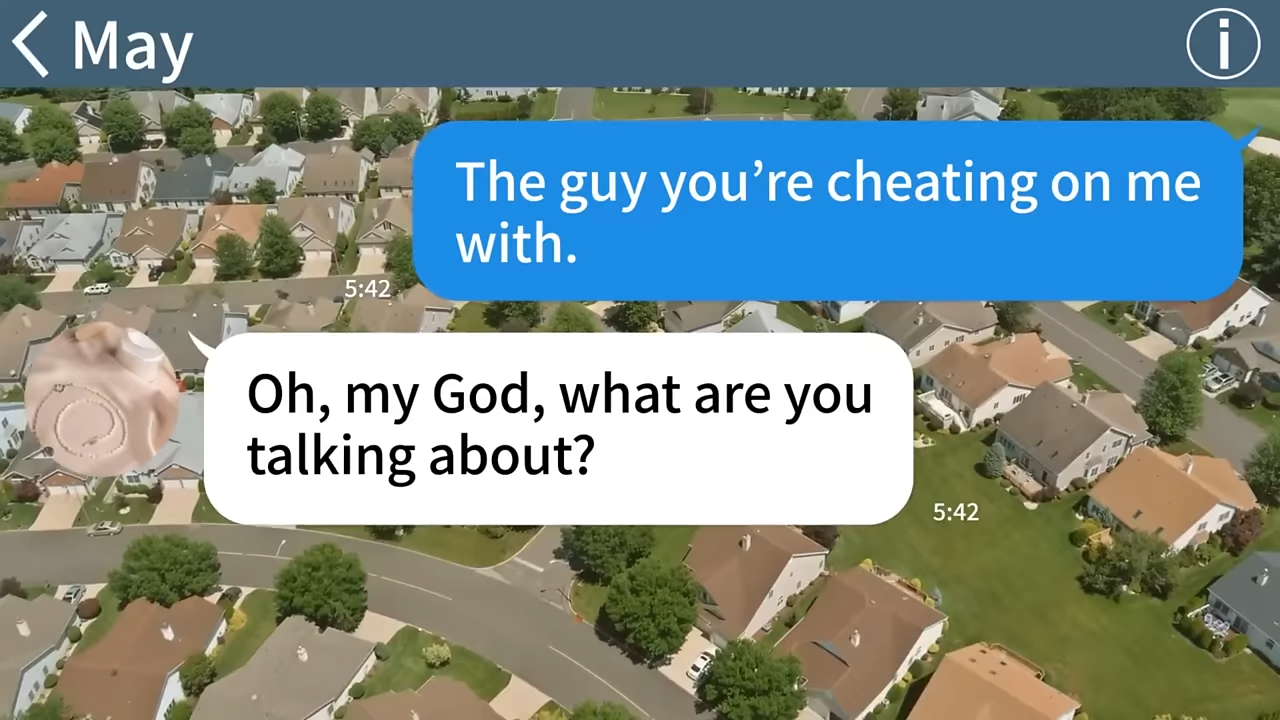 May
The guy you’re cheating on me
with.
5:42
Oh, my God, what are you
talking about?
5:42